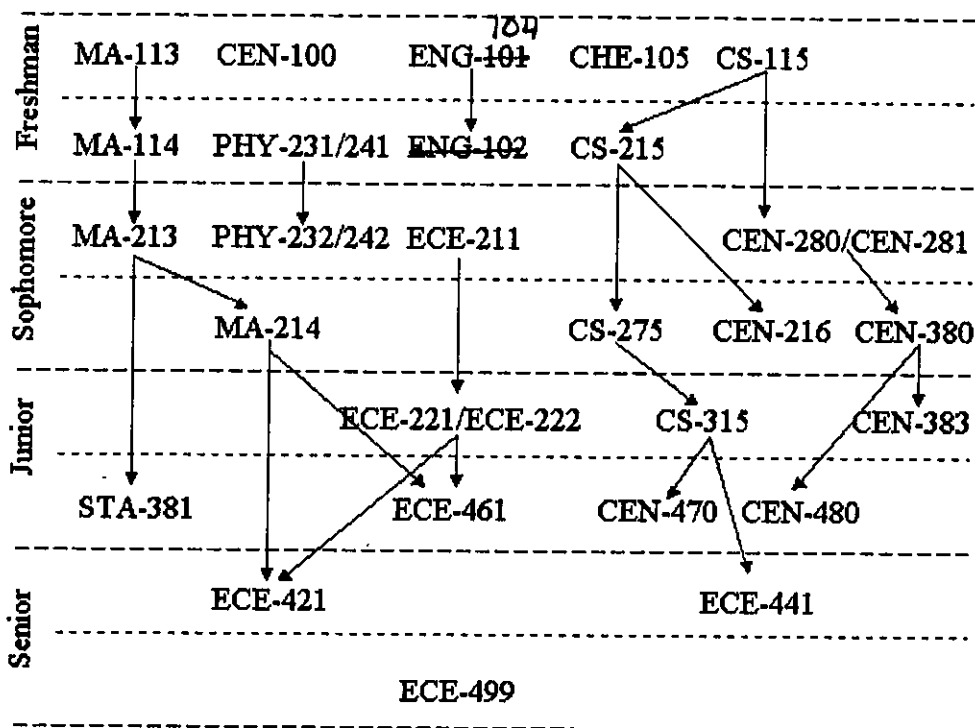 104
MA-113 CEN-100 ENG-101 CHE-105 CS-115
Freshman
MA-114 PHY-231/241 ENG-102 CS-215
MA-213 PHY-232/242 ECE-211 CEN-280/CEN-281
Sophomore
MA-214 CS-275 CEN-216 CEN-380
ECE-221/ECE-222 CS-315 CEN-383
Junior
STA-381 ECE-461 CEN-470 CEN-480
ECE-421 ECE-441
Senior
ECE-499